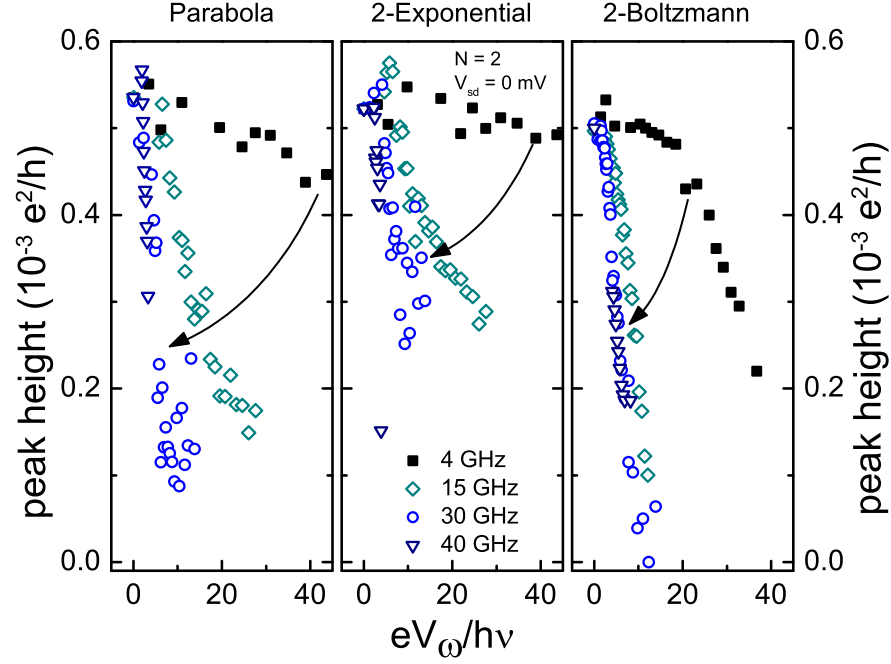 Parabola 2-Exponential 2-Boltzmann
0.6 0.6
N = 2
V_sd = 0 mV
0.4 0.4
peak height (10⁻³ e²/h) peak height (10⁻³ e²/h)
0.2 0.2
4 GHz
15 GHz
30 GHz
40 GHz
0.0 0.0
0 20 40 0 20 40 0 20 40
eV_ω/hν